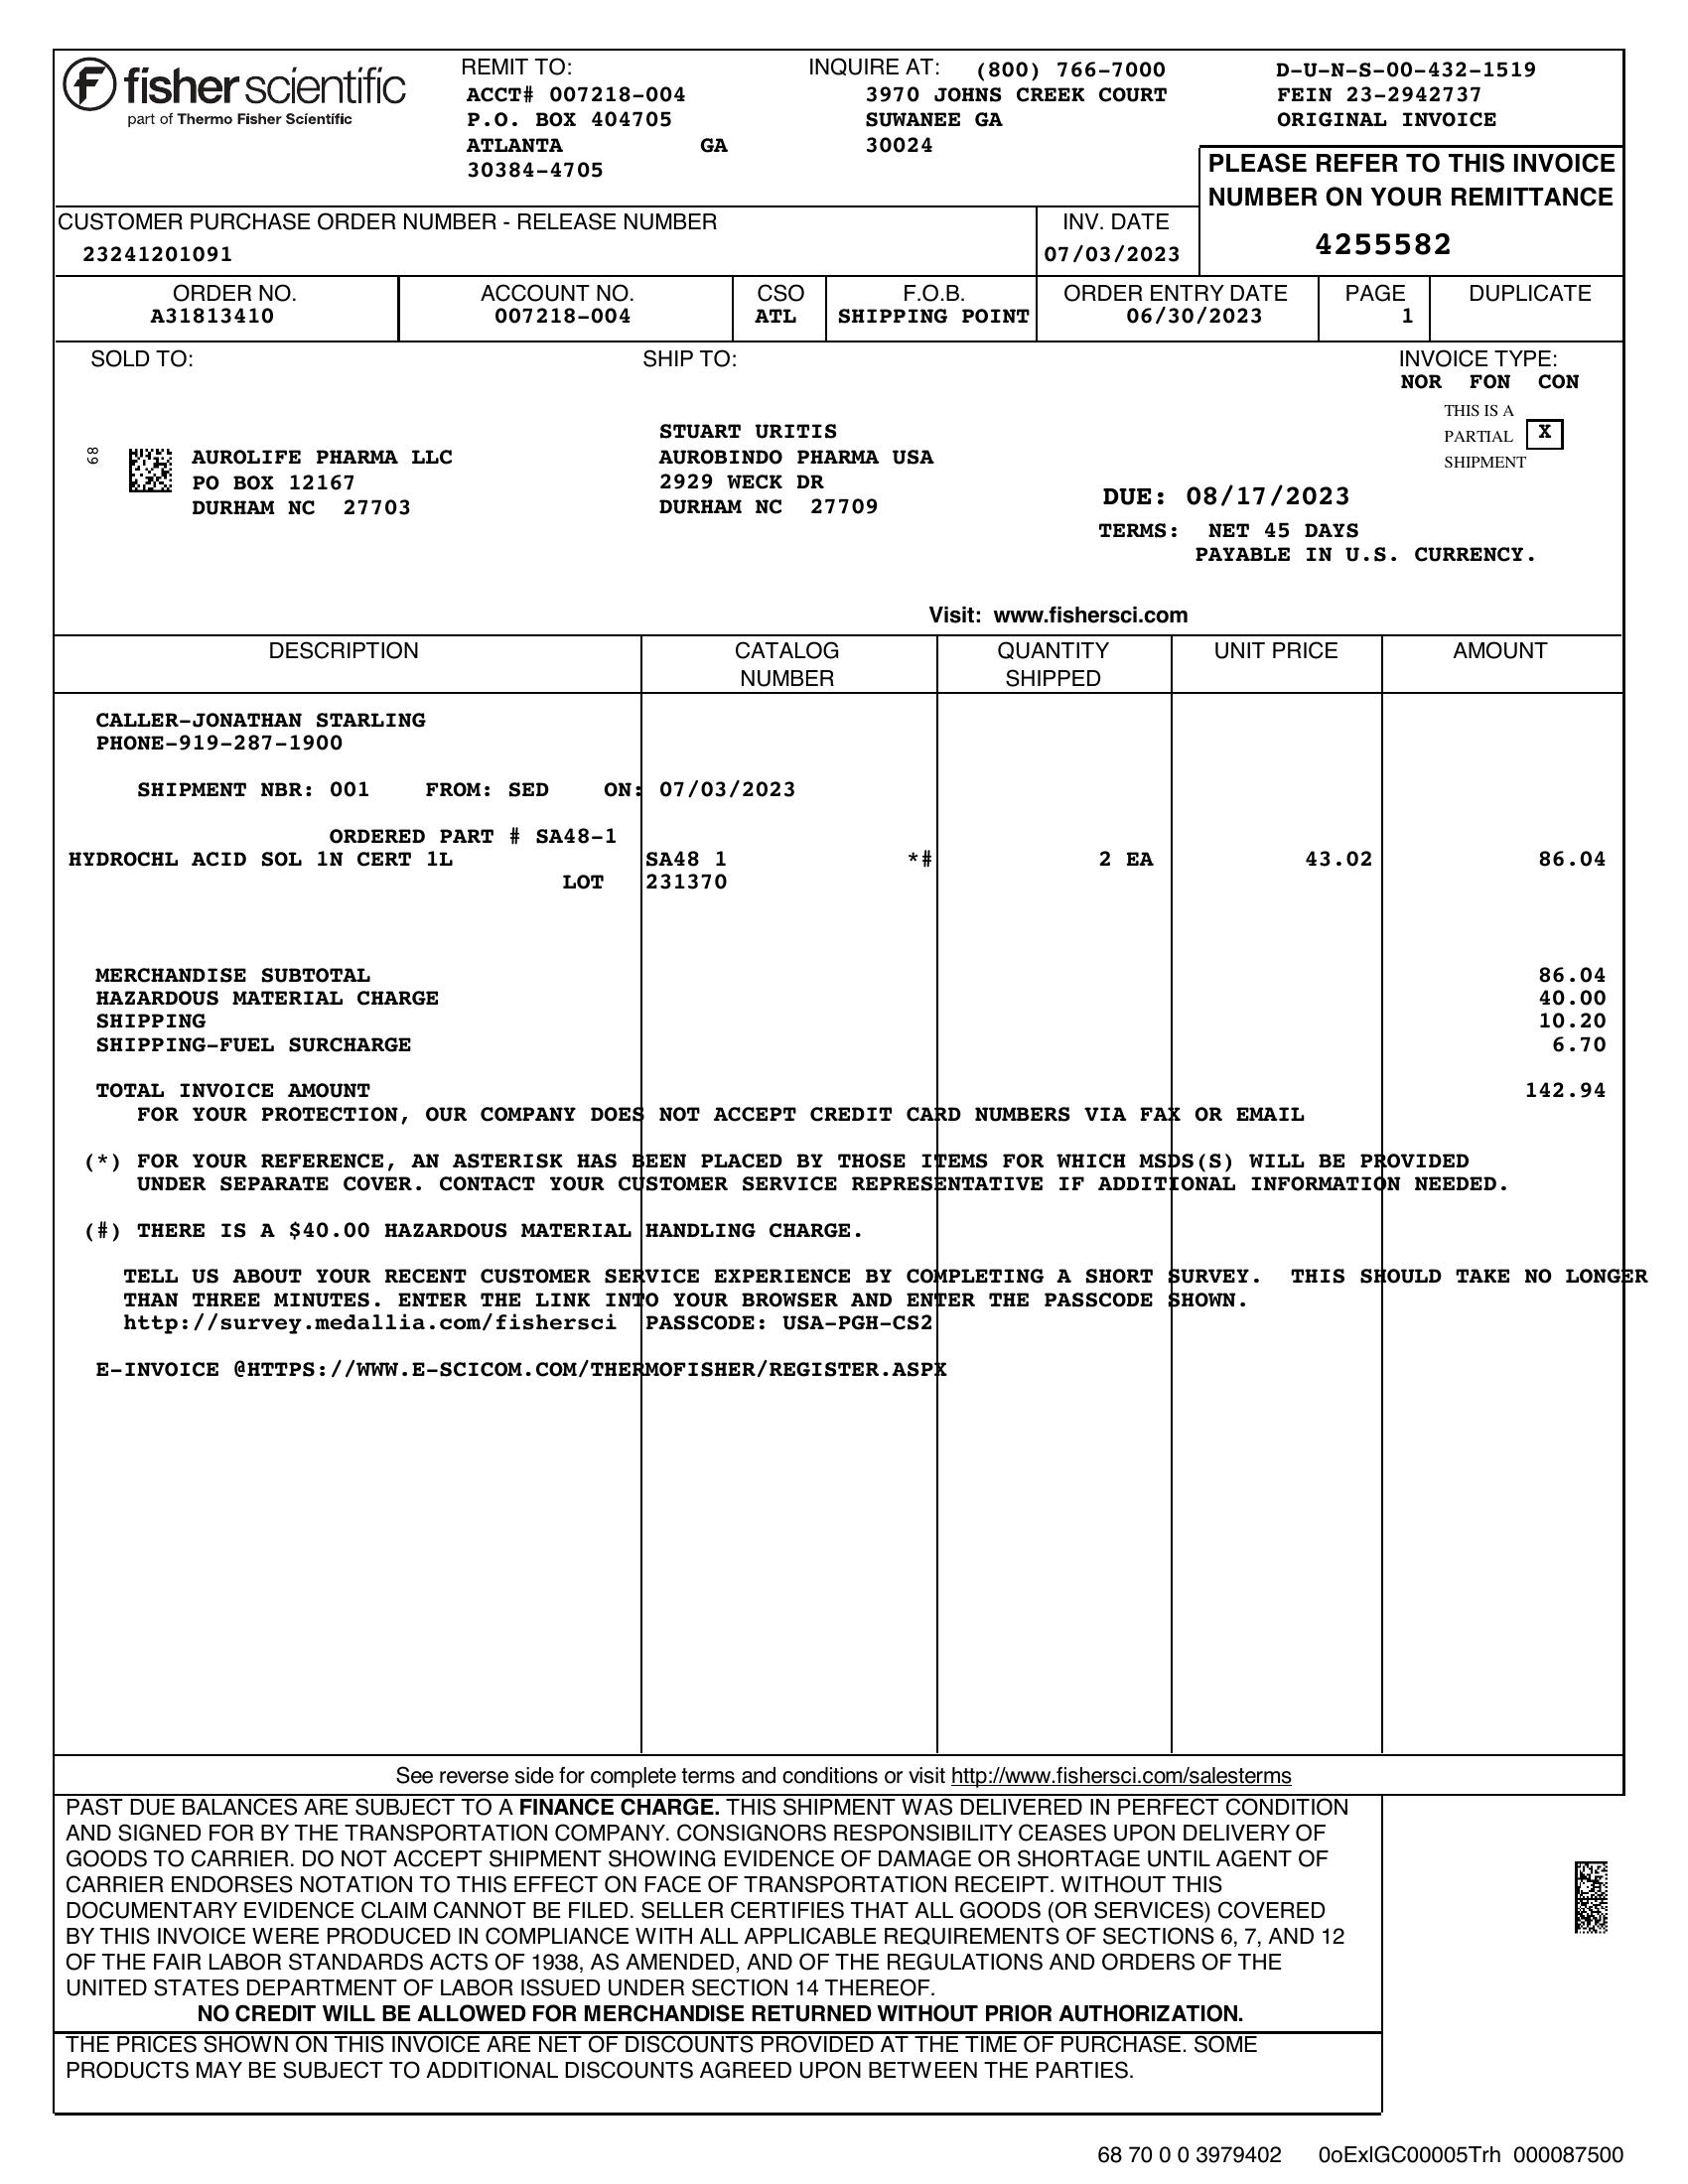 fisher scientific
part of Thermo Fisher Scientific
REMIT TO:
ACCT# 007218-004
P.O. BOX 404705
ATLANTA GA
30384-4705
INQUIRE AT: (800) 766-7000
3970 JOHNS CREEK COURT
SUWANEE GA
30024
D-U-N-S-00-432-1519
FEIN 23-2942737
ORIGINAL INVOICE
PLEASE REFER TO THIS INVOICE
NUMBER ON YOUR REMITTANCE
4255582
CUSTOMER PURCHASE ORDER NUMBER - RELEASE NUMBER
23241201091
INV. DATE
07/03/2023
ORDER NO.
A31813410
ACCOUNT NO.
007218-004
CSO
ATL
F.O.B.
SHIPPING POINT
ORDER ENTRY DATE
06/30/2023
PAGE
1
DUPLICATE
SOLD TO:
68
AUROLIFE PHARMA LLC
PO BOX 12167
DURHAM NC 27703
SHIP TO:
STUART URITIS
AUROBINDO PHARMA USA
2929 WECK DR
DURHAM NC 27709
INVOICE TYPE:
NOR FON CON
THIS IS A
PARTIAL X
SHIPMENT
DUE: 08/17/2023
TERMS: NET 45 DAYS
PAYABLE IN U.S. CURRENCY.
Visit: www.fishersci.com
DESCRIPTION CATALOG NUMBER QUANTITY SHIPPED UNIT PRICE AMOUNT
CALLER-JONATHAN STARLING
PHONE-919-287-1900
SHIPMENT NBR: 001 FROM: SED ON: 07/03/2023
ORDERED PART # SA48-1
HYDROCHL ACID SOL 1N CERT 1L SA48 1 *# 2 EA 43.02 86.04
LOT 231370
MERCHANDISE SUBTOTAL 86.04
HAZARDOUS MATERIAL CHARGE 40.00
SHIPPING 10.20
SHIPPING-FUEL SURCHARGE 6.70
TOTAL INVOICE AMOUNT 142.94
FOR YOUR PROTECTION, OUR COMPANY DOES NOT ACCEPT CREDIT CARD NUMBERS VIA FAX OR EMAIL
(*) FOR YOUR REFERENCE, AN ASTERISK HAS BEEN PLACED BY THOSE ITEMS FOR WHICH MSDS(S) WILL BE PROVIDED
UNDER SEPARATE COVER. CONTACT YOUR CUSTOMER SERVICE REPRESENTATIVE IF ADDITIONAL INFORMATION NEEDED.
(#) THERE IS A $40.00 HAZARDOUS MATERIAL HANDLING CHARGE.
TELL US ABOUT YOUR RECENT CUSTOMER SERVICE EXPERIENCE BY COMPLETING A SHORT SURVEY. THIS SHOULD TAKE NO LONGER
THAN THREE MINUTES. ENTER THE LINK INTO YOUR BROWSER AND ENTER THE PASSCODE SHOWN.
http://survey.medallia.com/fishersci PASSCODE: USA-PGH-CS2
E-INVOICE @HTTPS://WWW.E-SCICOM.COM/THERMOFISHER/REGISTER.ASPX
See reverse side for complete terms and conditions or visit http://www.fishersci.com/salesterms
PAST DUE BALANCES ARE SUBJECT TO A FINANCE CHARGE. THIS SHIPMENT WAS DELIVERED IN PERFECT CONDITION
AND SIGNED FOR BY THE TRANSPORTATION COMPANY. CONSIGNORS RESPONSIBILITY CEASES UPON DELIVERY OF
GOODS TO CARRIER. DO NOT ACCEPT SHIPMENT SHOWING EVIDENCE OF DAMAGE OR SHORTAGE UNTIL AGENT OF
CARRIER ENDORSES NOTATION TO THIS EFFECT ON FACE OF TRANSPORTATION RECEIPT. WITHOUT THIS
DOCUMENTARY EVIDENCE CLAIM CANNOT BE FILED. SELLER CERTIFIES THAT ALL GOODS (OR SERVICES) COVERED
BY THIS INVOICE WERE PRODUCED IN COMPLIANCE WITH ALL APPLICABLE REQUIREMENTS OF SECTIONS 6, 7, AND 12
OF THE FAIR LABOR STANDARDS ACTS OF 1938, AS AMENDED, AND OF THE REGULATIONS AND ORDERS OF THE
UNITED STATES DEPARTMENT OF LABOR ISSUED UNDER SECTION 14 THEREOF.
NO CREDIT WILL BE ALLOWED FOR MERCHANDISE RETURNED WITHOUT PRIOR AUTHORIZATION.
THE PRICES SHOWN ON THIS INVOICE ARE NET OF DISCOUNTS PROVIDED AT THE TIME OF PURCHASE. SOME
PRODUCTS MAY BE SUBJECT TO ADDITIONAL DISCOUNTS AGREED UPON BETWEEN THE PARTIES.
68 70 0 0 3979402 0oExlGC00005Trh 000087500